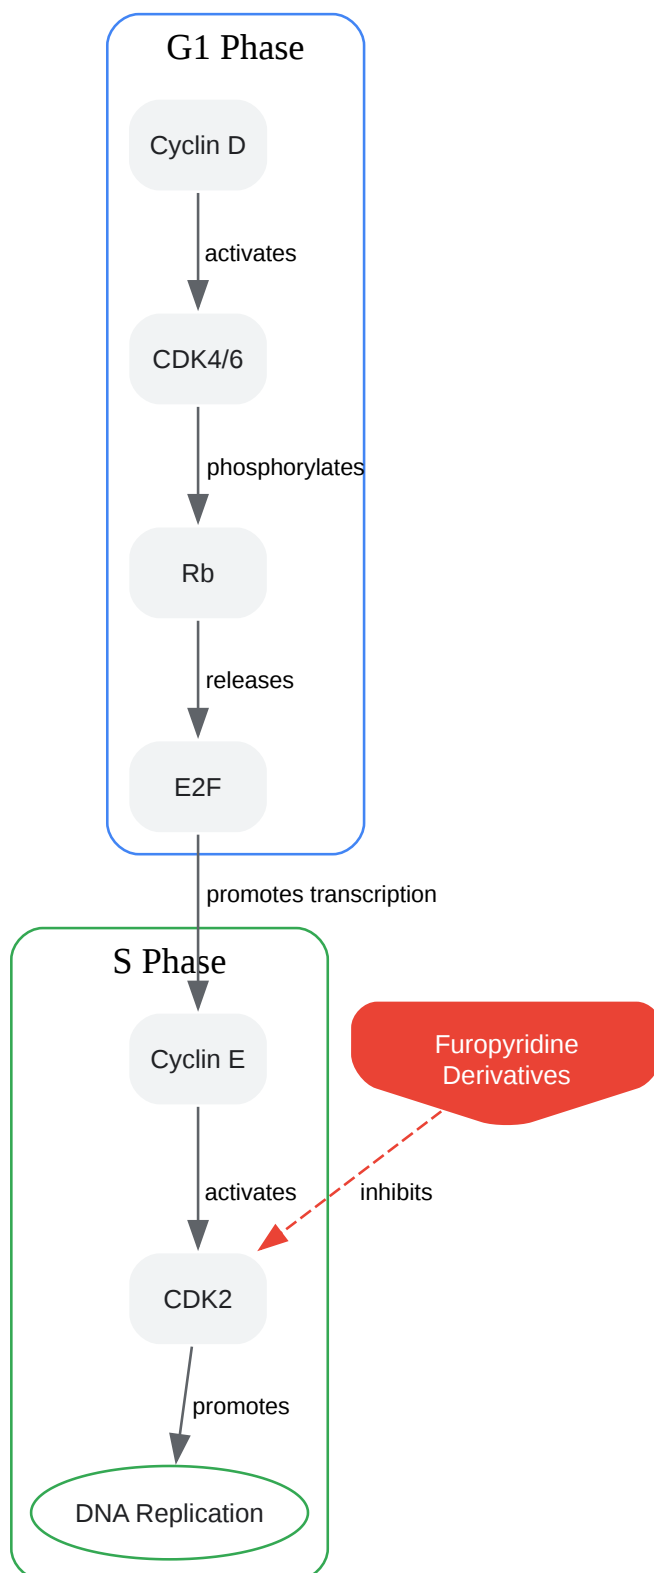 G1 Phase
Cyclin D
activates
CDK4/6
phosphorylates
Rb
releases
E2F
promotes transcription
S Phase
Cyclin E
Furopyridine
Derivatives
activates
inhibits
CDK2
promotes
DNA Replication